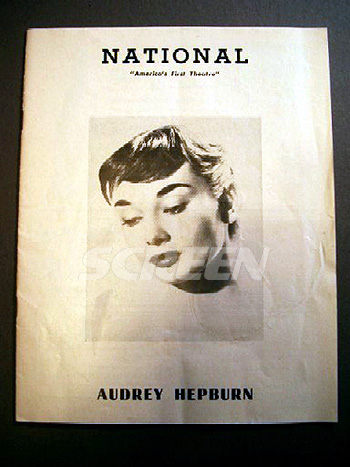 NATIONAL
"America's First Theatre"
SCREEN
AUDREY HEPBURN